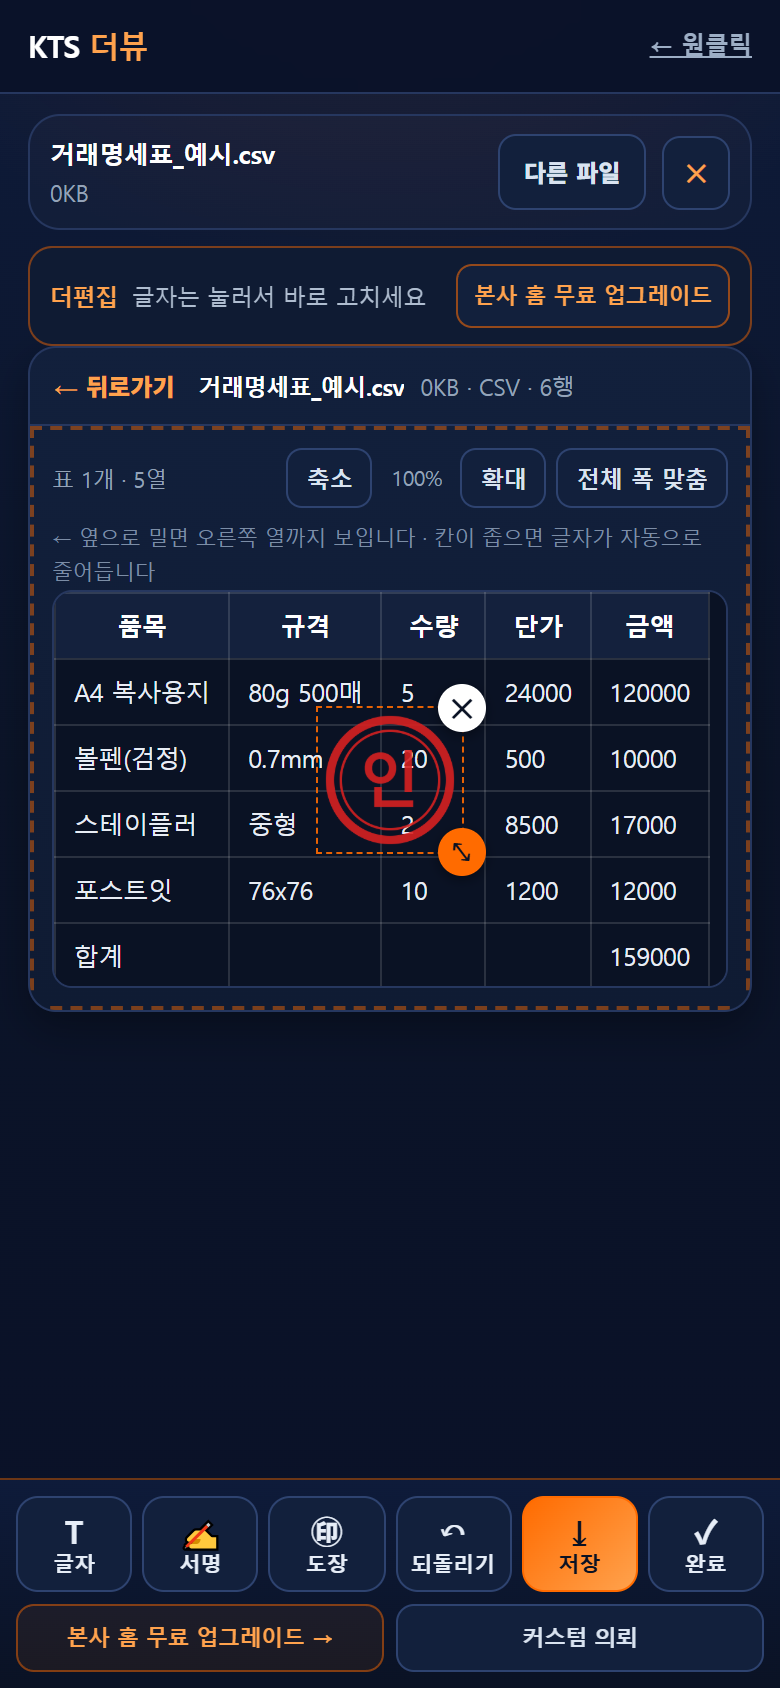 KTS 더뷰
← 원클릭
거래명세표_예시.csv
0KB
다른 파일
×
더편집 글자는 눌러서 바로 고치세요
본사 홈 무료 업그레이드
← 뒤로가기 거래명세표_예시.csv 0KB · CSV · 6행
표 1개 · 5열
축소 100% 확대 전체 폭 맞춤
← 옆으로 밀면 오른쪽 열까지 보입니다 · 칸이 좁으면 글자가 자동으로
줄어듭니다
품목 규격 수량 단가 금액
A4 복사용지 80g 500매 5 24000 120000
볼펜(검정) 0.7mm 20 500 10000
인
스테이플러 중형 2 8500 17000
포스트잇 76x76 10 1200 12000
합계 159000
T ㊞
글자 서명 도장 되돌리기 저장 완료
본사 홈 무료 업그레이드 → 커스텀 의뢰